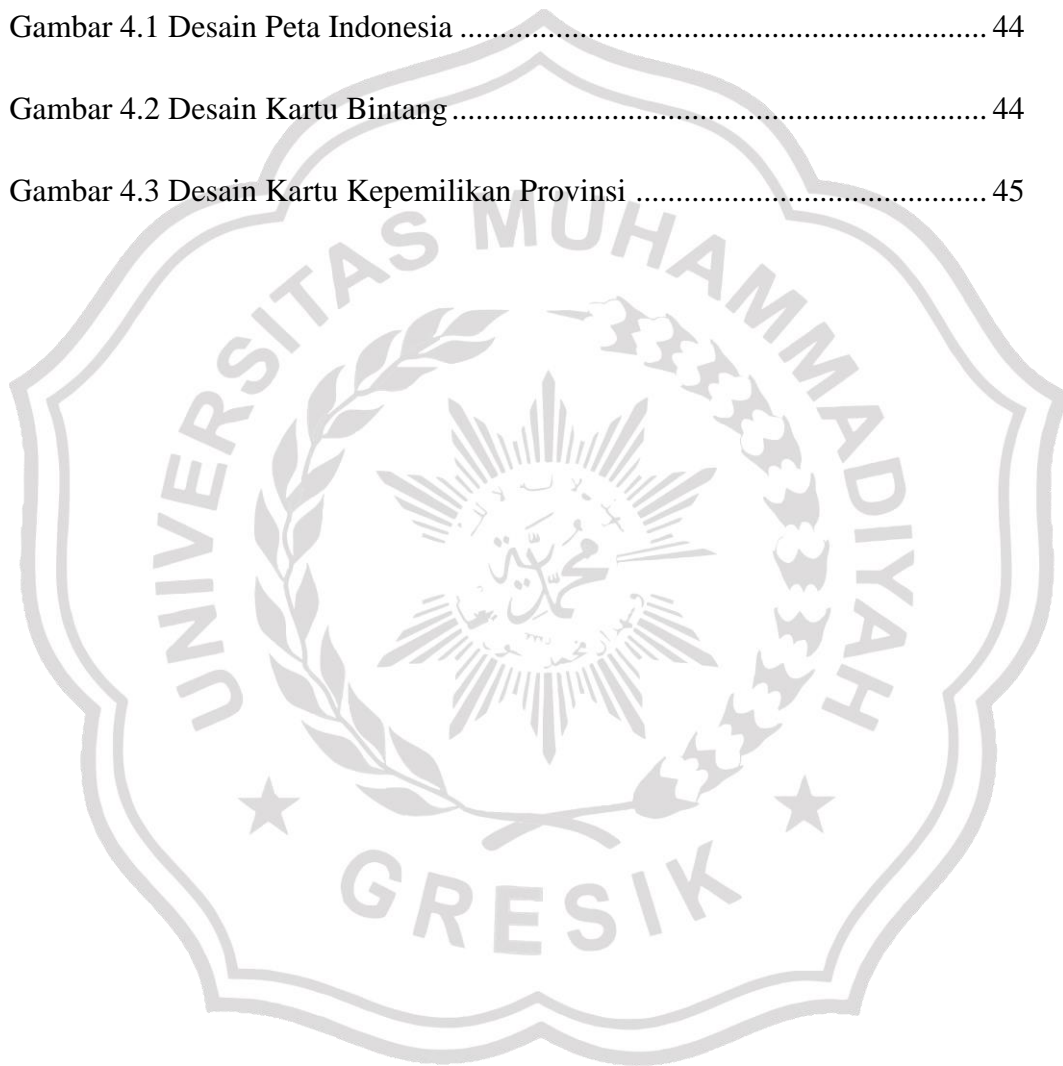 Gambar 4.1 Desain Peta Indonesia ................................................................ 44
Gambar 4.2 Desain Kartu Bintang ................................................................. 44
Gambar 4.3 Desain Kartu Kepemilikan Provinsi ........................................... 45
UNIVERSITAS MUHAMMADIYAH
GRESIK